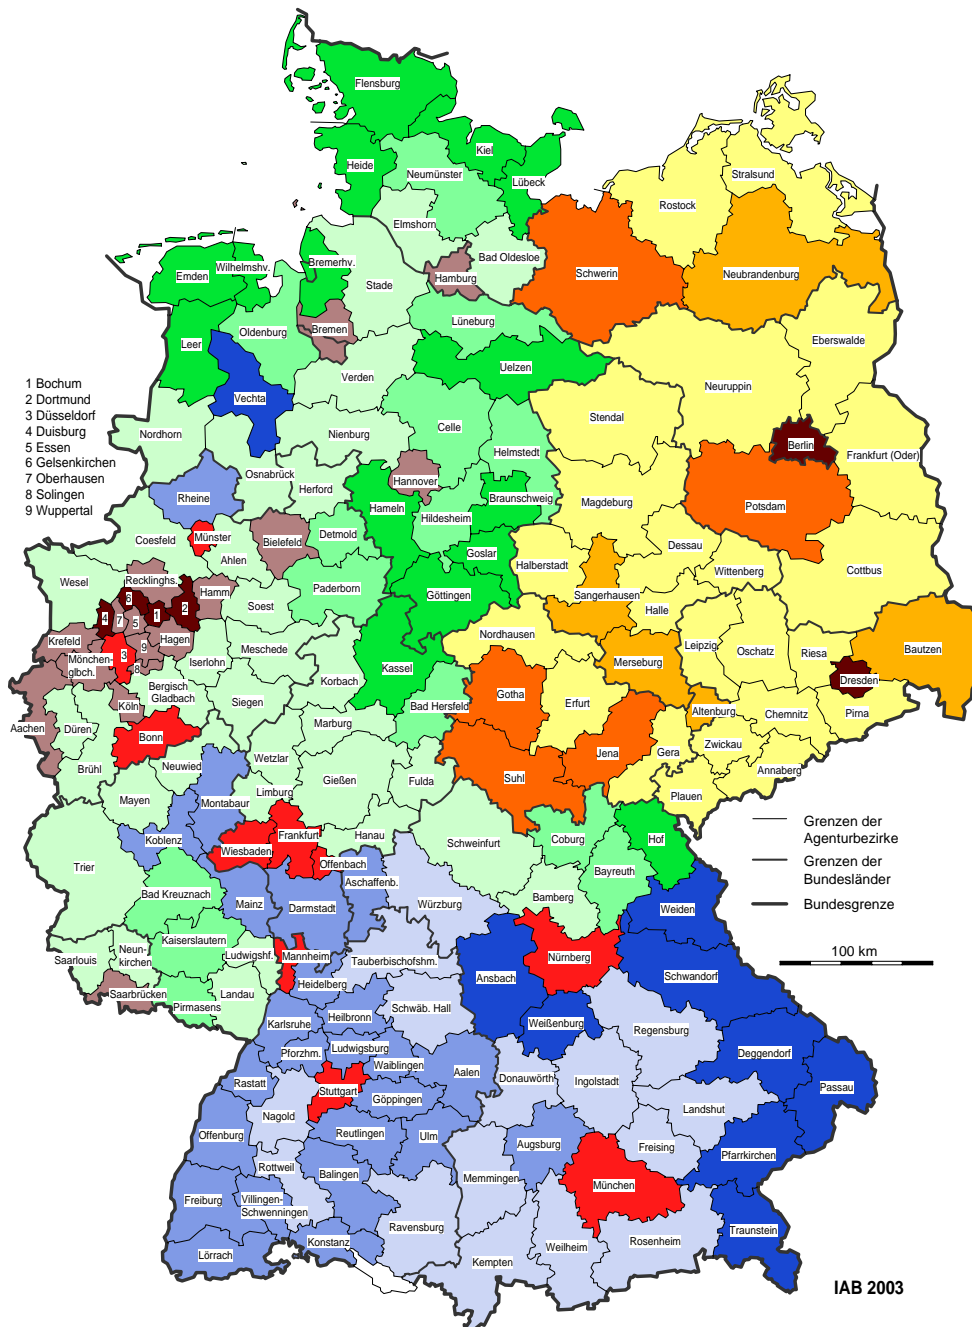 Flensburg
Kiel
Heide
Neumünster
Lübeck
Stralsund
Rostock
Elmshorn
Bad Oldesloe
Wilhelmshv.
Bremerhv.
Emden
Stade
Hamburg
Schwerin
Neubrandenburg
Lüneburg
Oldenburg
Bremen
Leer
Eberswalde
Uelzen
Verden
Neuruppin
1 Bochum
2 Dortmund
3 Düsseldorf
4 Duisburg
5 Essen
6 Gelsenkirchen
7 Oberhausen
8 Solingen
9 Wuppertal
Vechta
Stendal
Celle
Nordhorn
Nienburg
Berlin
Helmstedt
Frankfurt (Oder)
Osnabrück
Herford
Hannover
Rheine
Braunschweig
Magdeburg
Potsdam
Hameln
Hildesheim
Münster
Bielefeld
Detmold
Coesfeld
Ahlen
Goslar
Halberstadt
Dessau
Wittenberg
Cottbus
Wesel
Recklinghs.
Hamm
Paderborn
Göttingen
Sangerhausen
6
2
Soest
Halle
4
7
5
1
Krefeld
Hagen
Nordhausen
9
Meschede
Leipzig
Oschatz
Riesa
Bautzen
Mönchen-
glbch.
3
8
Iserlohn
Merseburg
Kassel
Dresden
Bergisch
Gladbach
Korbach
Gotha
Köln
Siegen
Erfurt
Bad Hersfeld
Altenburg
Chemnitz
Pirna
Aachen
Düren
Bonn
Marburg
Jena
Gera
Zwickau
Brühl
Neuwied
Wetzlar
Annaberg
Gießen
Fulda
Suhl
Mayen
Montabaur
Limburg
Plauen
Grenzen der
Agenturbezirke
Koblenz
Frankfurt
Hanau
Schweinfurt
Coburg
Hof
Wiesbaden
Trier
Offenbach
Grenzen der
Bundesländer
Bayreuth
Aschaffenb.
Bad Kreuznach
Mainz
Darmstadt
Würzburg
Bamberg
Bundesgrenze
Weiden
Kaiserslautern
Neun-
kirchen
Saarlouis
Ludwigshf.
Mannheim
Tauberbischofshm.
Nürnberg
100 km
Ansbach
Schwandorf
Heidelberg
Saarbrücken
Landau
Pirmasens
Schwäb. Hall
Karlsruhe
Heilbronn
Weißenburg
Regensburg
Pforzhm.
Ludwigsburg
Waiblingen
Deggendorf
Aalen
Rastatt
Stuttgart
Göppingen
Donauwörth
Ingolstadt
Passau
Nagold
Landshut
Offenburg
Reutlingen
Ulm
Augsburg
Freising
Pfarrkirchen
Rottweil
Balingen
Memmingen
München
Freiburg
Villingen-
Schwenningen
Ravensburg
Traunstein
Lörrach
Konstanz
Weilheim
Rosenheim
Kempten
IAB 2003